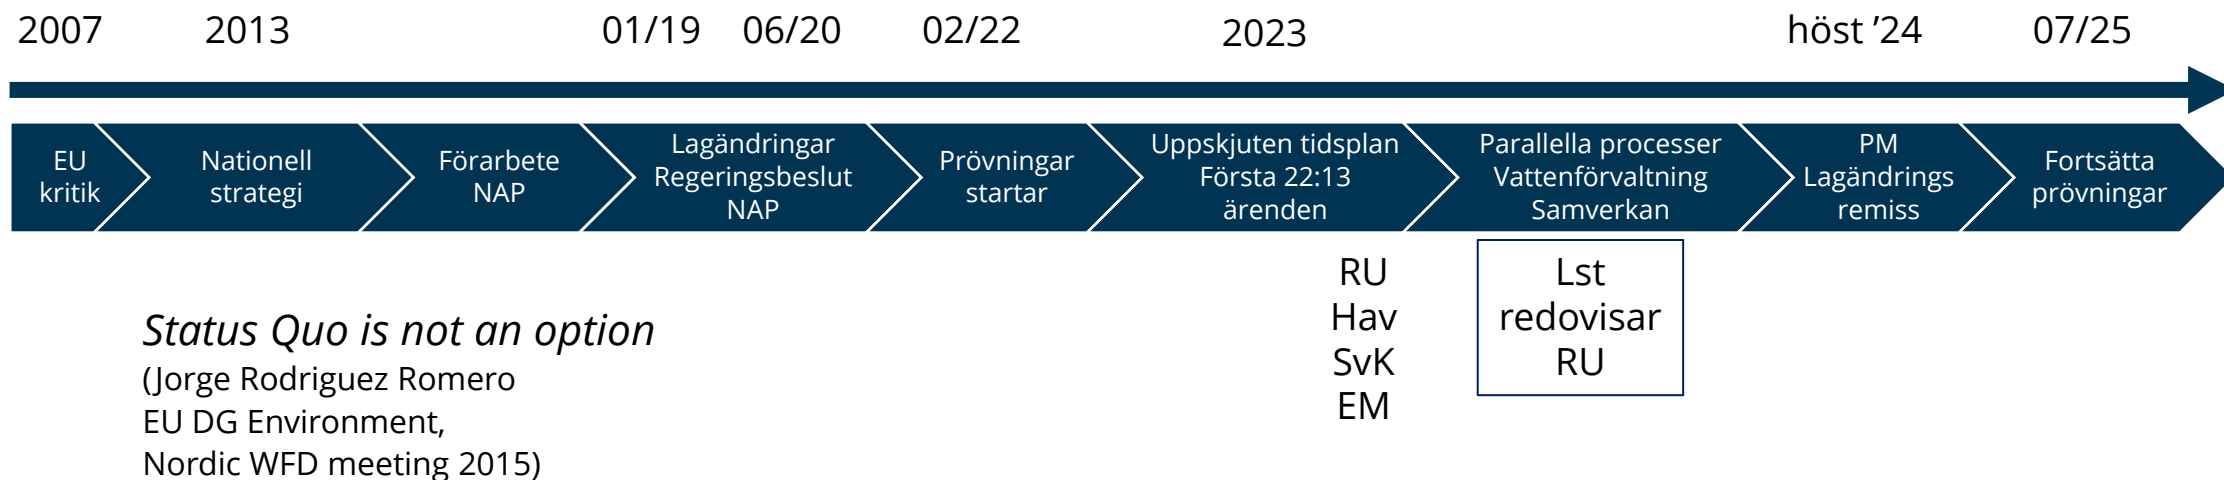 2007 2013 01/19 06/20 02/22 2023 höst ’24 07/25
EU
kritik
Nationell
strategi
Förarbete
NAP
Lagändringar
Regeringsbeslut
NAP
Prövningar
startar
Uppskjuten tidsplan
Första 22:13
ärenden
Parallella processer
Vattenförvaltning
Samverkan
PM
Lagändrings
remiss
Fortsätta
prövningar
RU
Hav
SvK
EM
Lst
redovisar
RU
Status Quo is not an option
(Jorge Rodriguez Romero
EU DG Environment,
Nordic WFD meeting 2015)